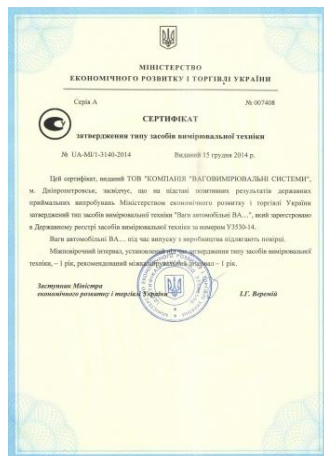 МІНІСТЕРСТВО
ЕКОНОМІЧНОГО РОЗВИТКУ І ТОРГІВЛІ УКРАЇНИ
Серія А № 007408
СЕРТИФІКАТ
затвердження типу засобів вимірювальної техніки
№ UA-MI/1-3140-2014 Виданий 15 грудня 2014 р.
Цей сертифікат, виданий ТОВ "КОМПАНІЯ "ВАГОВИМІРЮВАЛЬНІ СИСТЕМИ",
м. Дніпропетровськ, засвідчує, що на підставі позитивних результатів державних
приймальних випробувань Міністерством економічного розвитку і торгівлі України
затверджений тип засобів вимірювальної техніки "Ваги автомобільні ВА…", який зареєстровано
в Державному реєстрі засобів вимірювальної техніки за номером У3530-14.
Ваги автомобільні ВА… під час випуску з виробництва підлягають повірці.
Міжповірочний інтервал, установлений під час затвердження типу засобів вимірювальної
техніки, – 1 рік, рекомендований міжкалібрувальний інтервал – 1 рік.
Заступник Міністра
економічного розвитку і торгівлі України І.Г. Веремій